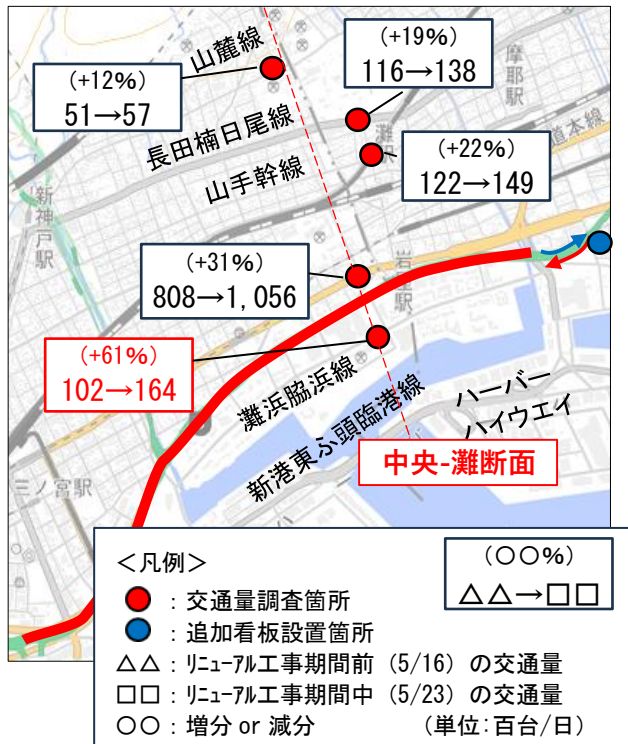 山麓線
(+12%)
51→57
(+19%)
116→138
摩耶駅
長田楠日尾線
山手幹線
灘
(+22%)
122→149
道本線
新神戸駅
(+31%)
808→1,056
岩屋駅
(+61%)
102→164
灘浜脇浜線
新港東ふ頭臨港線
ハーバー
ハイウエイ
中央-灘断面
三ノ宮駅
<凡例>
:交通量調査箇所
:追加看板設置箇所
△△:ﾘﾆｭｰｱﾙ工事期間前(5/16)の交通量
□□:ﾘﾆｭｰｱﾙ工事期間中(5/23)の交通量
○○:増分 or 減分 (単位:百台/日)
(○○%)
△△→□□